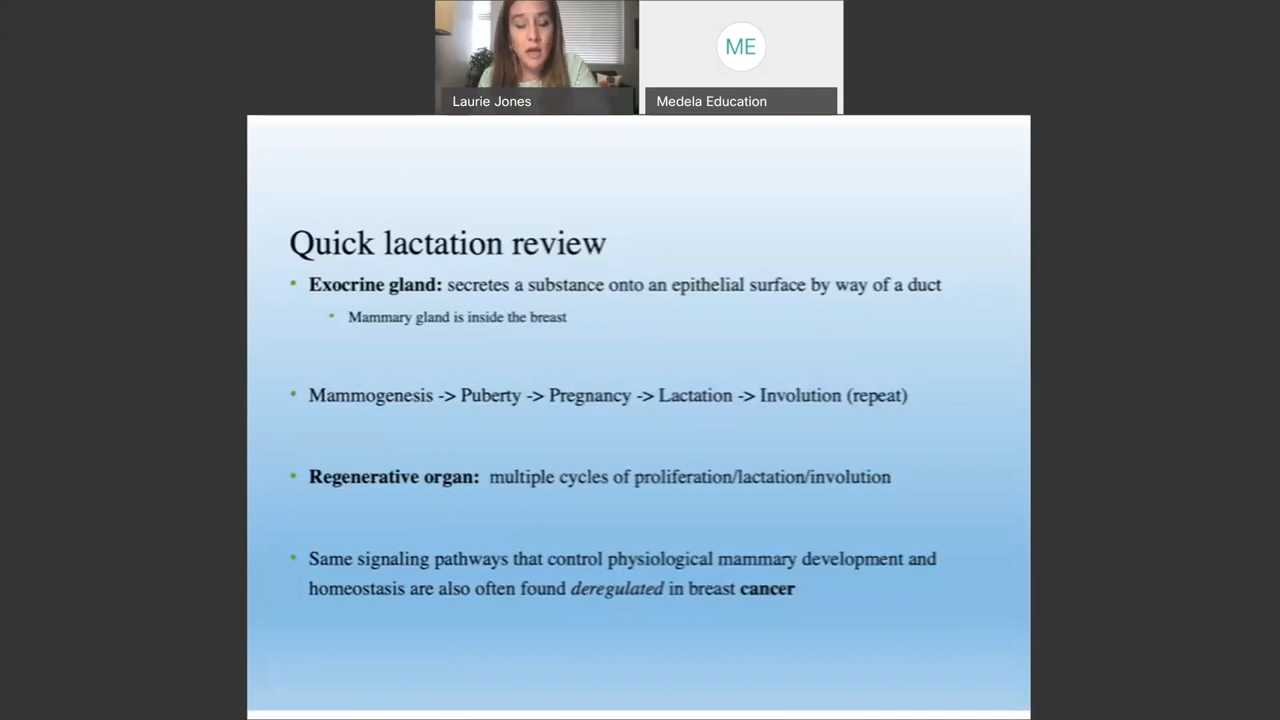 Laurie Jones
ME
Medela Education
Quick lactation review
• Exocrine gland: secretes a substance onto an epithelial surface by way of a duct
• Mammary gland is inside the breast
• Mammogenesis -> Puberty -> Pregnancy -> Lactation -> Involution (repeat)
• Regenerative organ: multiple cycles of proliferation/lactation/involution
• Same signaling pathways that control physiological mammary development and
homeostasis are also often found deregulated in breast cancer